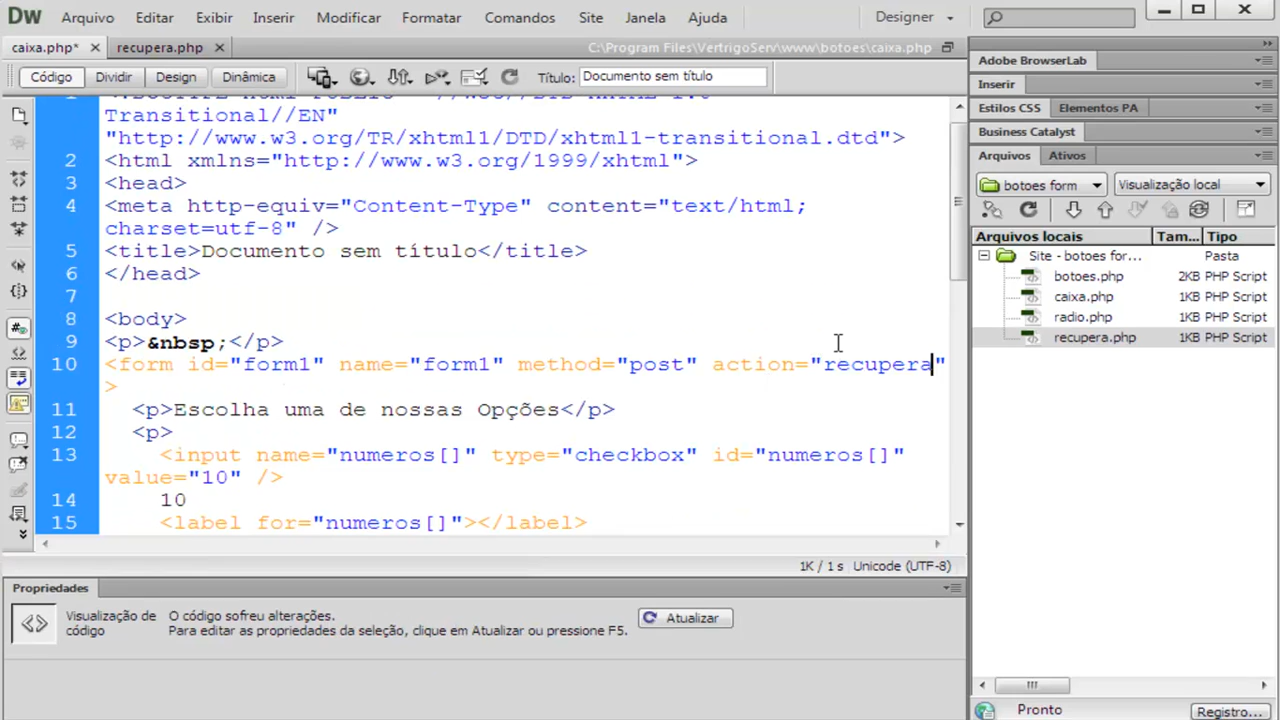 Dw Arquivo Editar Exibir Inserir Modificar Formatar Comandos Site Janela Ajuda Designer
caixa.php* recupera.php C:\Program Files\VertrigoServ\www\botoes\caixa.php
Código Dividir Design Dinâmica Título: Documento sem título
1
Transitional//EN"
"http://www.w3.org/TR/xhtml1/DTD/xhtml1-transitional.dtd">
2 <html xmlns="http://www.w3.org/1999/xhtml">
3 <head>
4 <meta http-equiv="Content-Type" content="text/html;
charset=utf-8" />
5 <title>Documento sem título</title>
6 </head>
7
8 <body>
9 <p>&nbsp;</p>
10 <form id="form1" name="form1" method="post" action="recupera"
>
11 <p>Escolha uma de nossas Opções</p>
12 <p>
13 <input name="numeros[]" type="checkbox" id="numeros[]"
value="10" />
14 10
15 <label for="numeros[]"></label>
1K / 1 s Unicode (UTF-8)
Propriedades
Visualização de código
O código sofreu alterações.
Para editar as propriedades da seleção, clique em Atualizar ou pressione F5.
Atualizar
Adobe BrowserLab
Inserir
Estilos CSS Elementos PA
Business Catalyst
Arquivos Ativos
botoes form Visualização local
Arquivos locais Tam... Tipo
Site - botoes for... Pasta
botoes.php 2KB PHP Script
caixa.php 1KB PHP Script
radio.php 1KB PHP Script
recupera.php 1KB PHP Script
Pronto Registro...